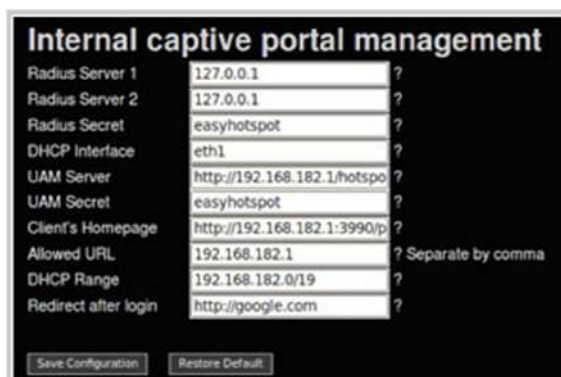 Internal captive portal management
Radius Server 1 127.0.0.1 ?
Radius Server 2 127.0.0.1 ?
Radius Secret easyhotspot ?
DHCP Interface eth1 ?
UAM Server http://192.168.182.1/hotspo ?
UAM Secret easyhotspot ?
Client's Homepage http://192.168.182.1:3990/p ?
Allowed URL 192.168.182.1 ? Separate by comma
DHCP Range 192.168.182.0/19 ?
Redirect after login http://google.com ?
Save Configuration Restore Default